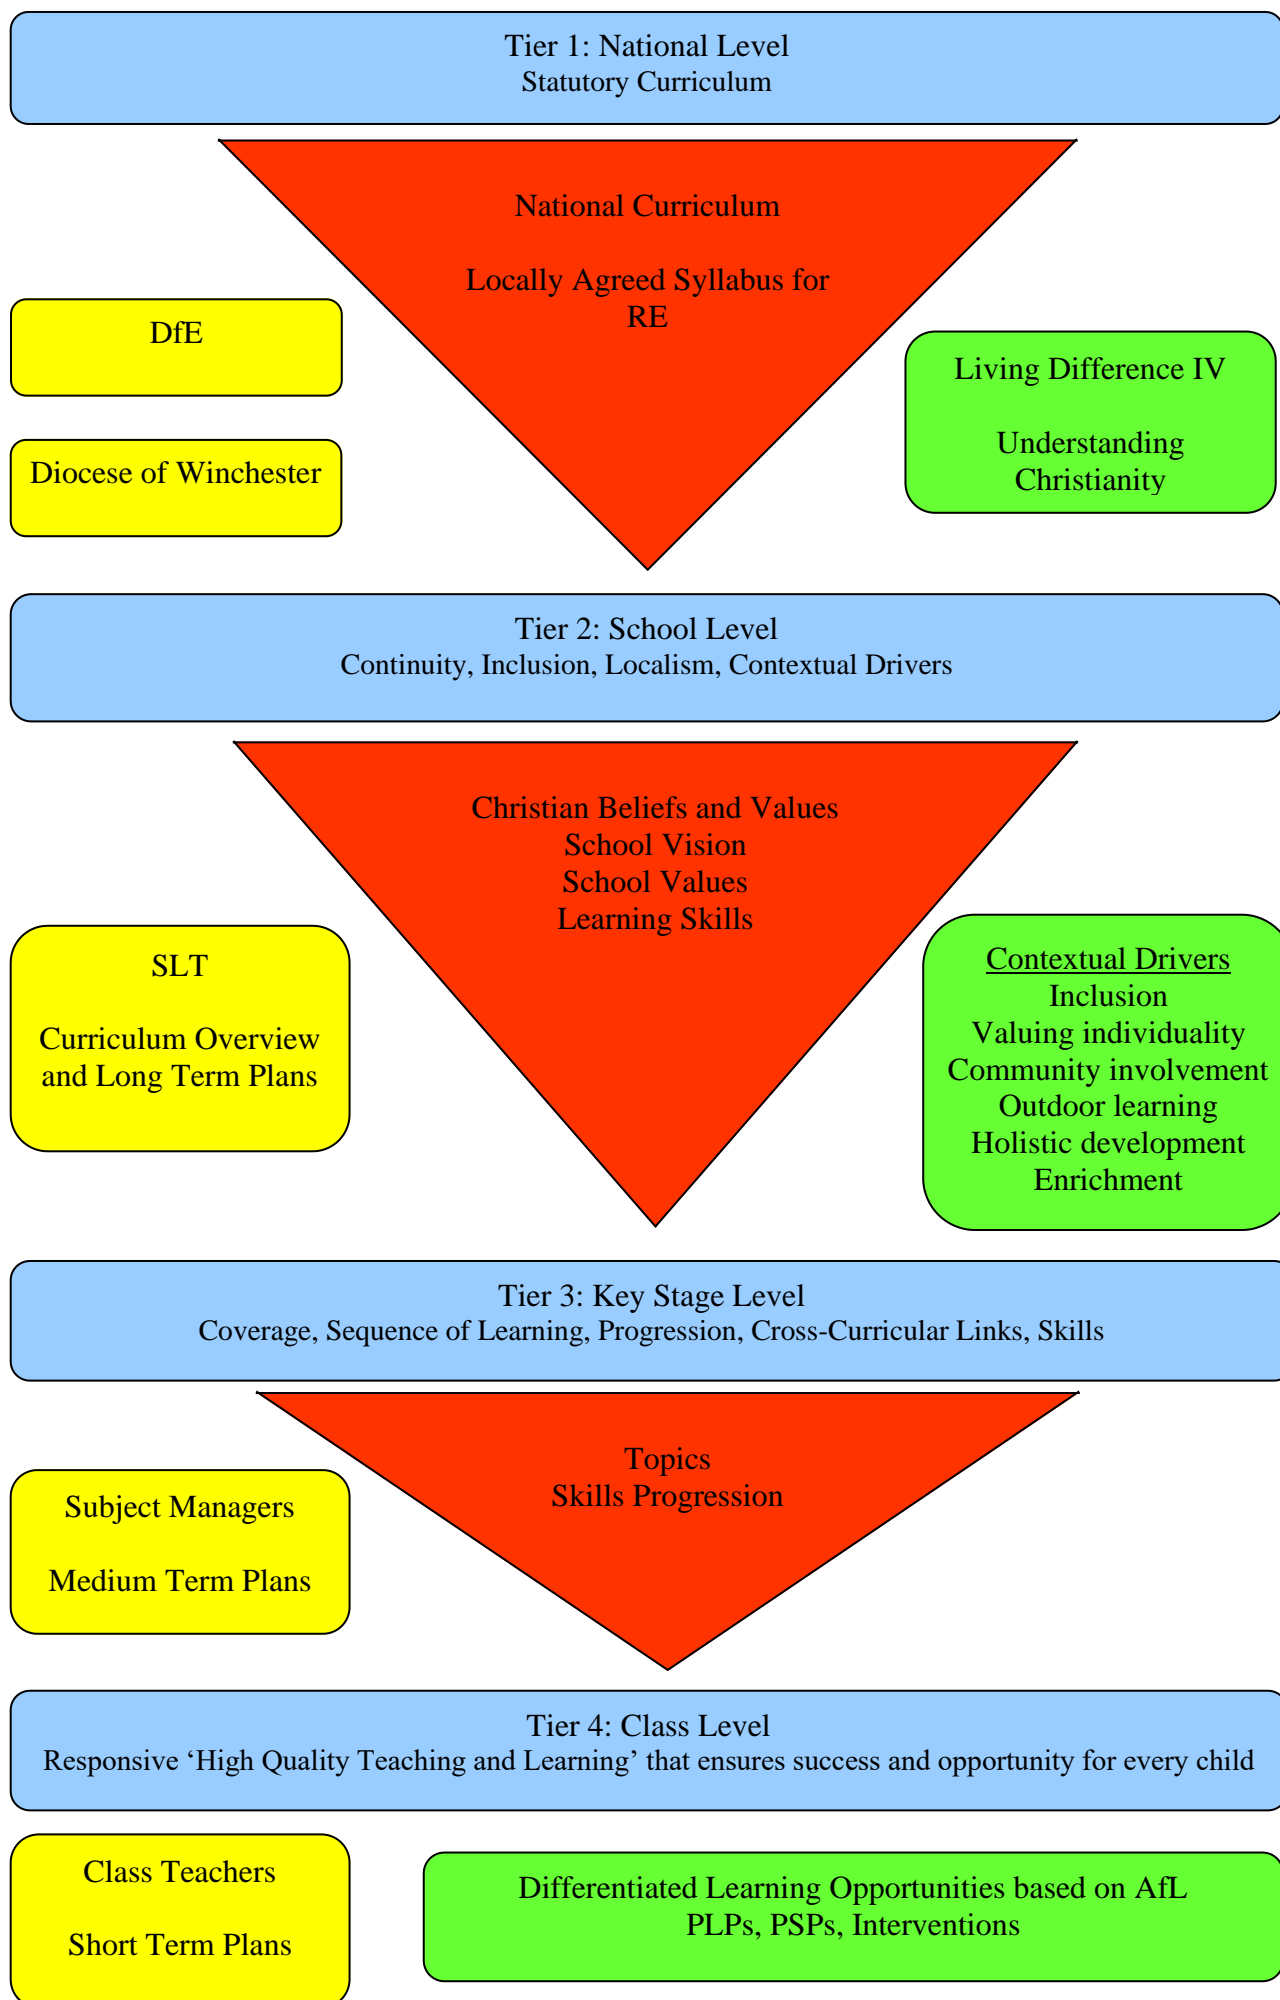 Tier 1: National Level
Statutory Curriculum
National Curriculum
Locally Agreed Syllabus for
RE
DfE
Diocese of Winchester
Living Difference IV
Understanding
Christianity
Tier 2: School Level
Continuity, Inclusion, Localism, Contextual Drivers
Christian Beliefs and Values
School Vision
School Values
Learning Skills
SLT
Curriculum Overview
and Long Term Plans
Contextual Drivers
Inclusion
Valuing individuality
Community involvement
Outdoor learning
Holistic development
Enrichment
Tier 3: Key Stage Level
Coverage, Sequence of Learning, Progression, Cross-Curricular Links, Skills
Topics
Skills Progression
Subject Managers
Medium Term Plans
Tier 4: Class Level
Responsive ‘High Quality Teaching and Learning’ that ensures success and opportunity for every child
Class Teachers
Short Term Plans
Differentiated Learning Opportunities based on AfL
PLPs, PSPs, Interventions